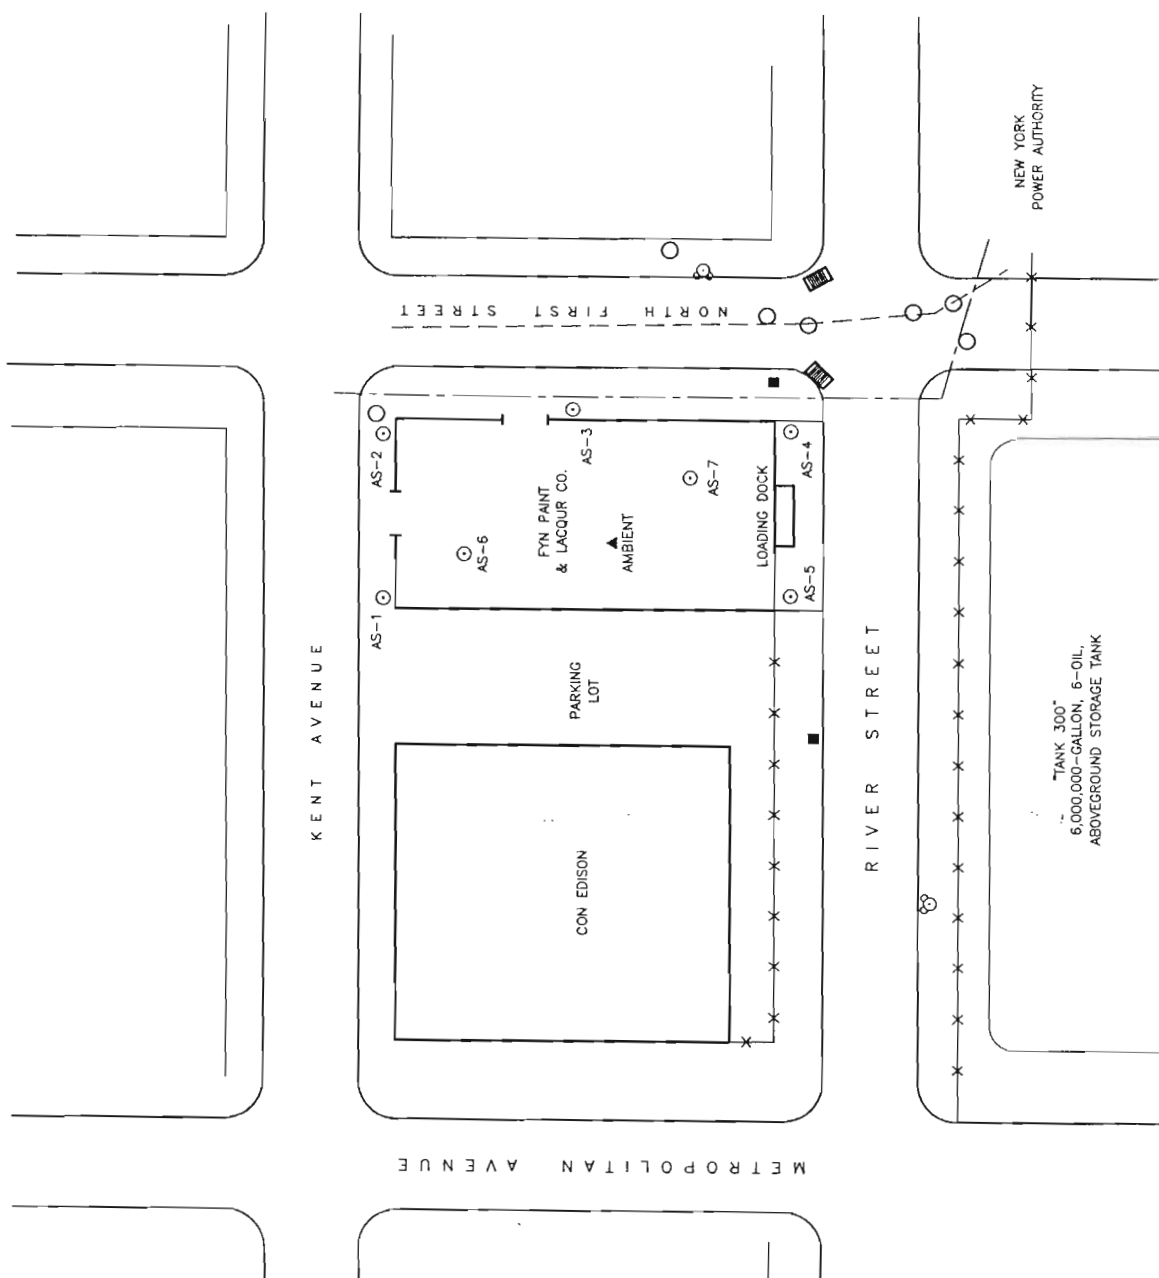 NEW YORK
POWER AUTHORITY
NORTH FIRST STREET
AS-2
AS-3
AS-4
AS-7
FYN PAINT
& LACQUR CO.
LOADING DOCK
AMBIENT
AS-6
AS-5
AS-1
KENT AVENUE
PARKING
LOT
RIVER STREET
"TANK 300"
6,000,000-GALLON, 6-OIL,
ABOVEGROUND STORAGE TANK
CON EDISON
METROPOLITAN AVENUE